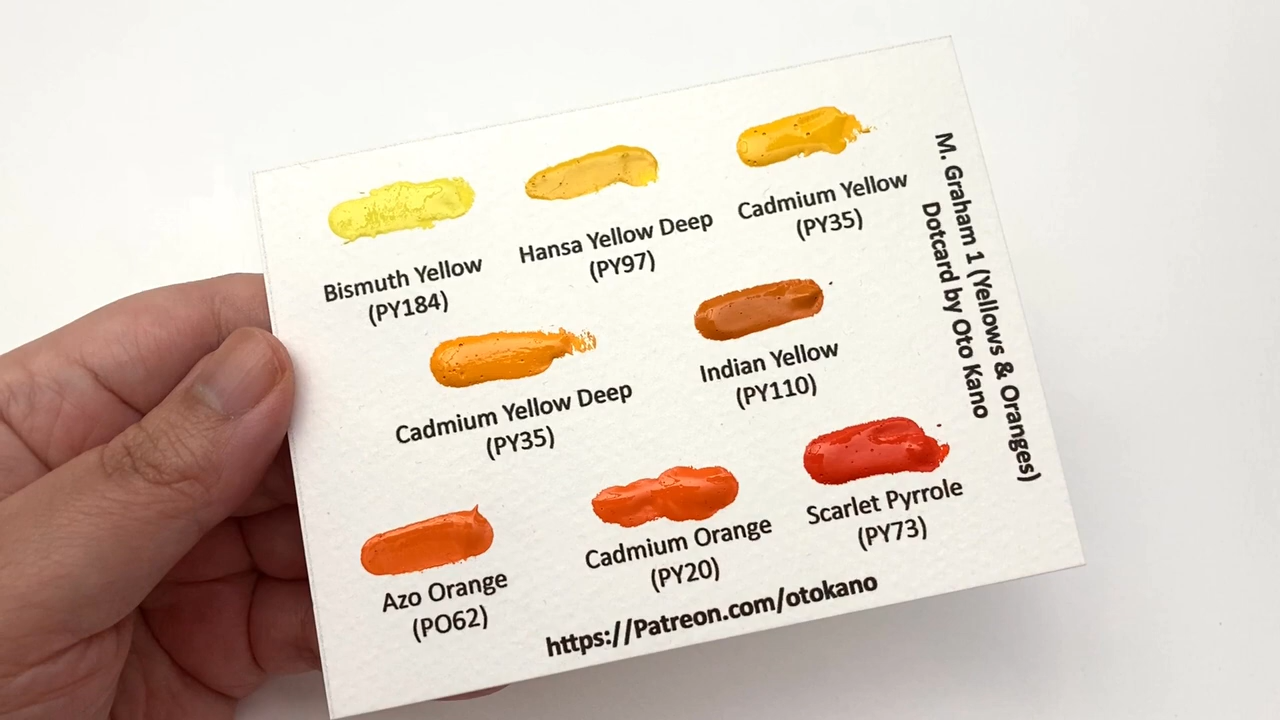 Bismuth Yellow
(PY184)
Hansa Yellow Deep
(PY97)
Cadmium Yellow
(PY35)
Cadmium Yellow Deep
(PY35)
Indian Yellow
(PY110)
Azo Orange
(PO62)
Cadmium Orange
(PY20)
Scarlet Pyrrole
(PY73)
https://Patreon.com/otokano
M. Graham 1 (Yellows & Oranges)
Dotcard by Oto Kano